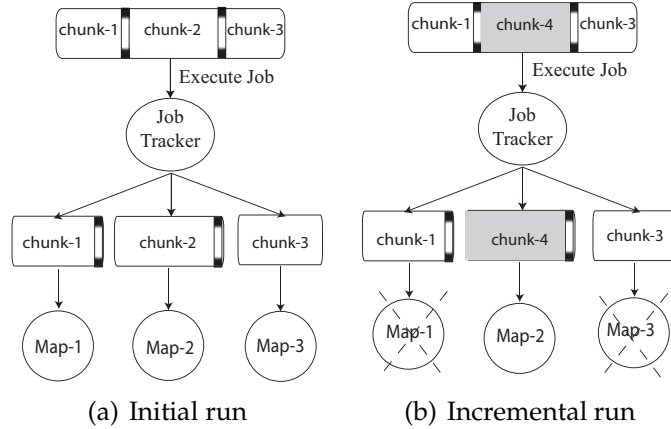 chunk-1 chunk-2 chunk-3
Execute Job
Job
Tracker
chunk-1 chunk-2 chunk-3
Map-1 Map-2 Map-3
(a) Initial run
chunk-1 chunk-4 chunk-3
Execute Job
Job
Tracker
chunk-1 chunk-4 chunk-3
Map-1 Map-2 Map-3
(b) Incremental run